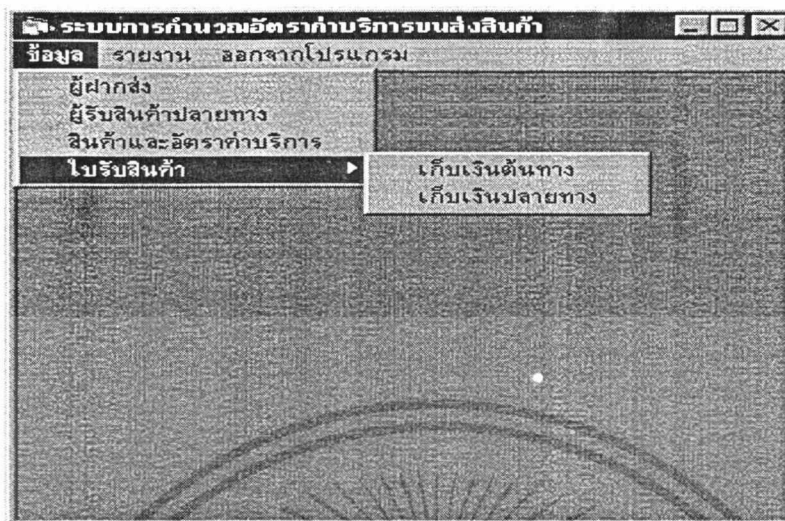 ระบบการคำนวณอัตราค่าบริการขนส่งสินค้า
ข้อมูล รายงาน ออกจากโปรแกรม
ผู้ฝากส่ง
ผู้รับสินค้าปลายทาง
สินค้าและอัตราค่าบริการ
ใบรับสินค้า
เก็บเงินต้นทาง
เก็บเงินปลายทาง